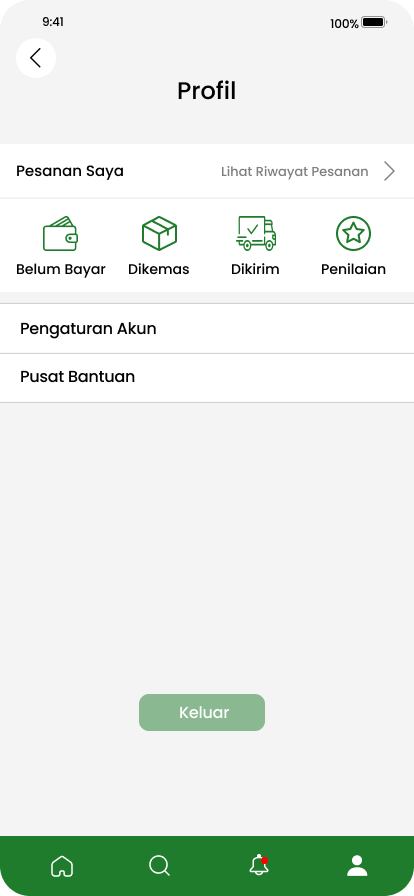 9:41 100%
Profil
Pesanan Saya Lihat Riwayat Pesanan
Belum Bayar Dikemas Dikirim Penilaian
Pengaturan Akun
Pusat Bantuan
Keluar